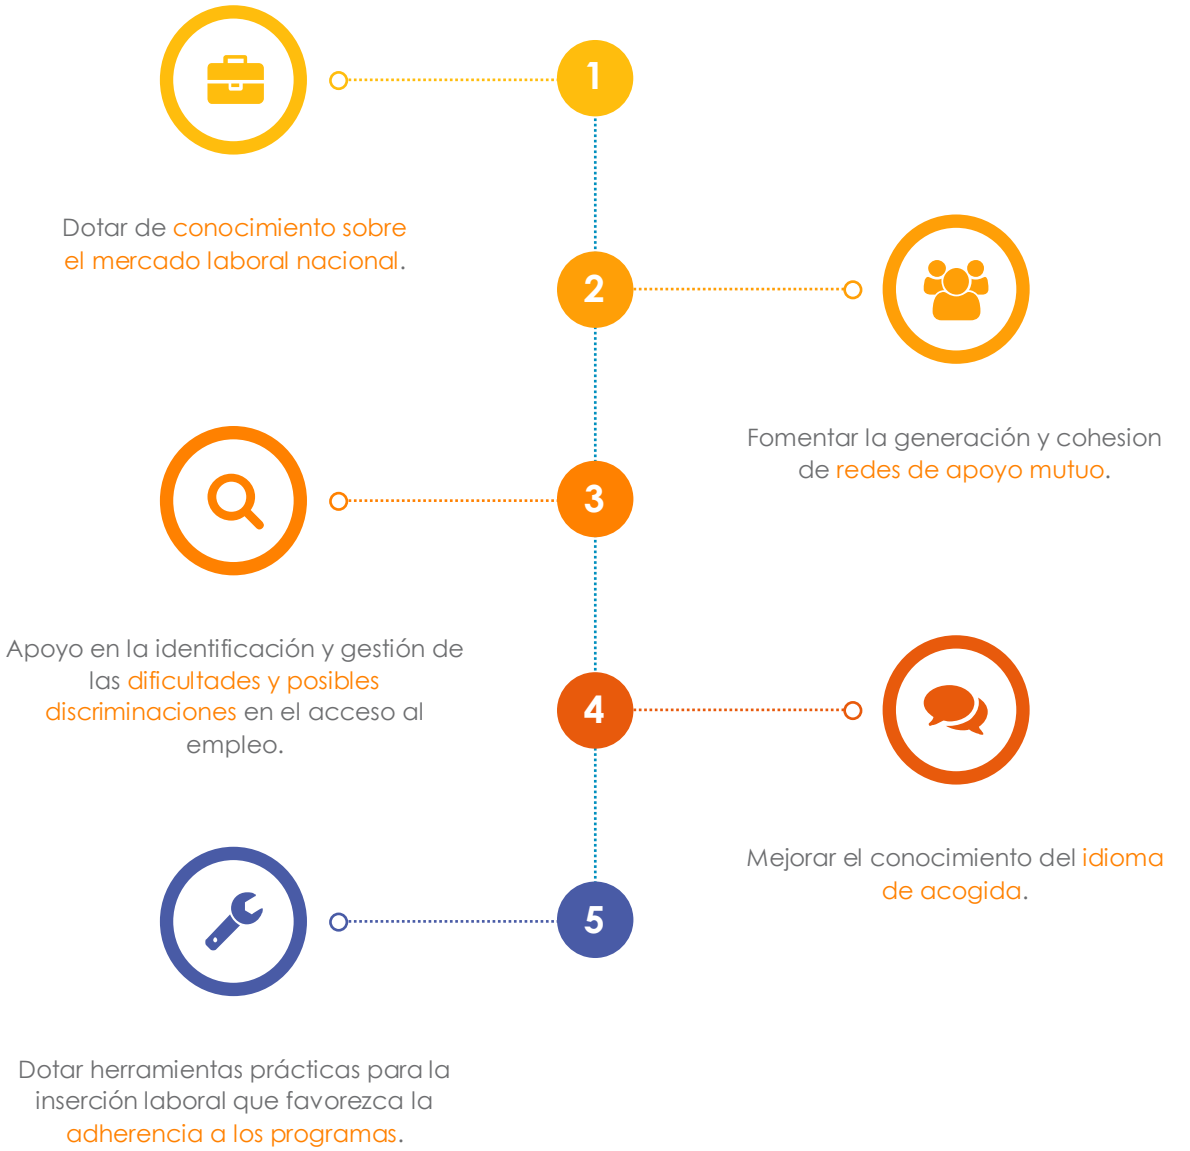 1
Dotar de conocimiento sobre
el mercado laboral nacional.
2
Fomentar la generación y cohesion
de redes de apoyo mutuo.
3
Apoyo en la identificación y gestión de
las dificultades y posibles
discriminaciones en el acceso al
empleo.
4
Mejorar el conocimiento del idioma
de acogida.
5
Dotar herramientas prácticas para la
inserción laboral que favorezca la
adherencia a los programas.